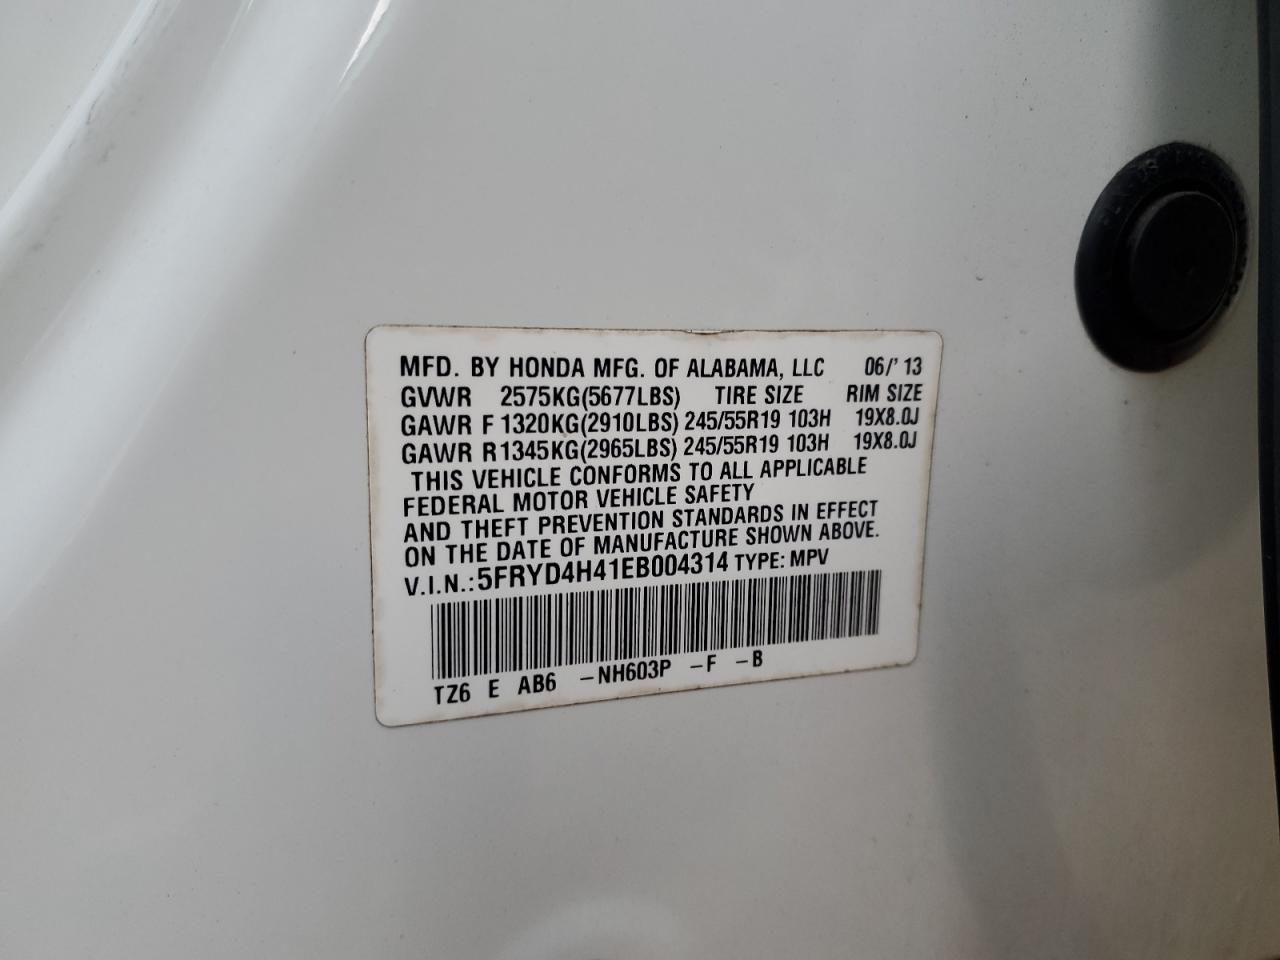 MFD. BY HONDA MFG. OF ALABAMA, LLC 06/' 13
GVWR 2575KG(5677LBS) TIRE SIZE RIM SIZE
GAWR F 1320KG(2910LBS) 245/55R19 103H 19X8.0J
GAWR R1345KG(2965LBS) 245/55R19 103H 19X8.0J
THIS VEHICLE CONFORMS TO ALL APPLICABLE
FEDERAL MOTOR VEHICLE SAFETY
AND THEFT PREVENTION STANDARDS IN EFFECT
ON THE DATE OF MANUFACTURE SHOWN ABOVE.
V.I.N.: 5FRYD4H41EB004314 TYPE: MPV
TZ6 E AB6 -NH603P -F -B